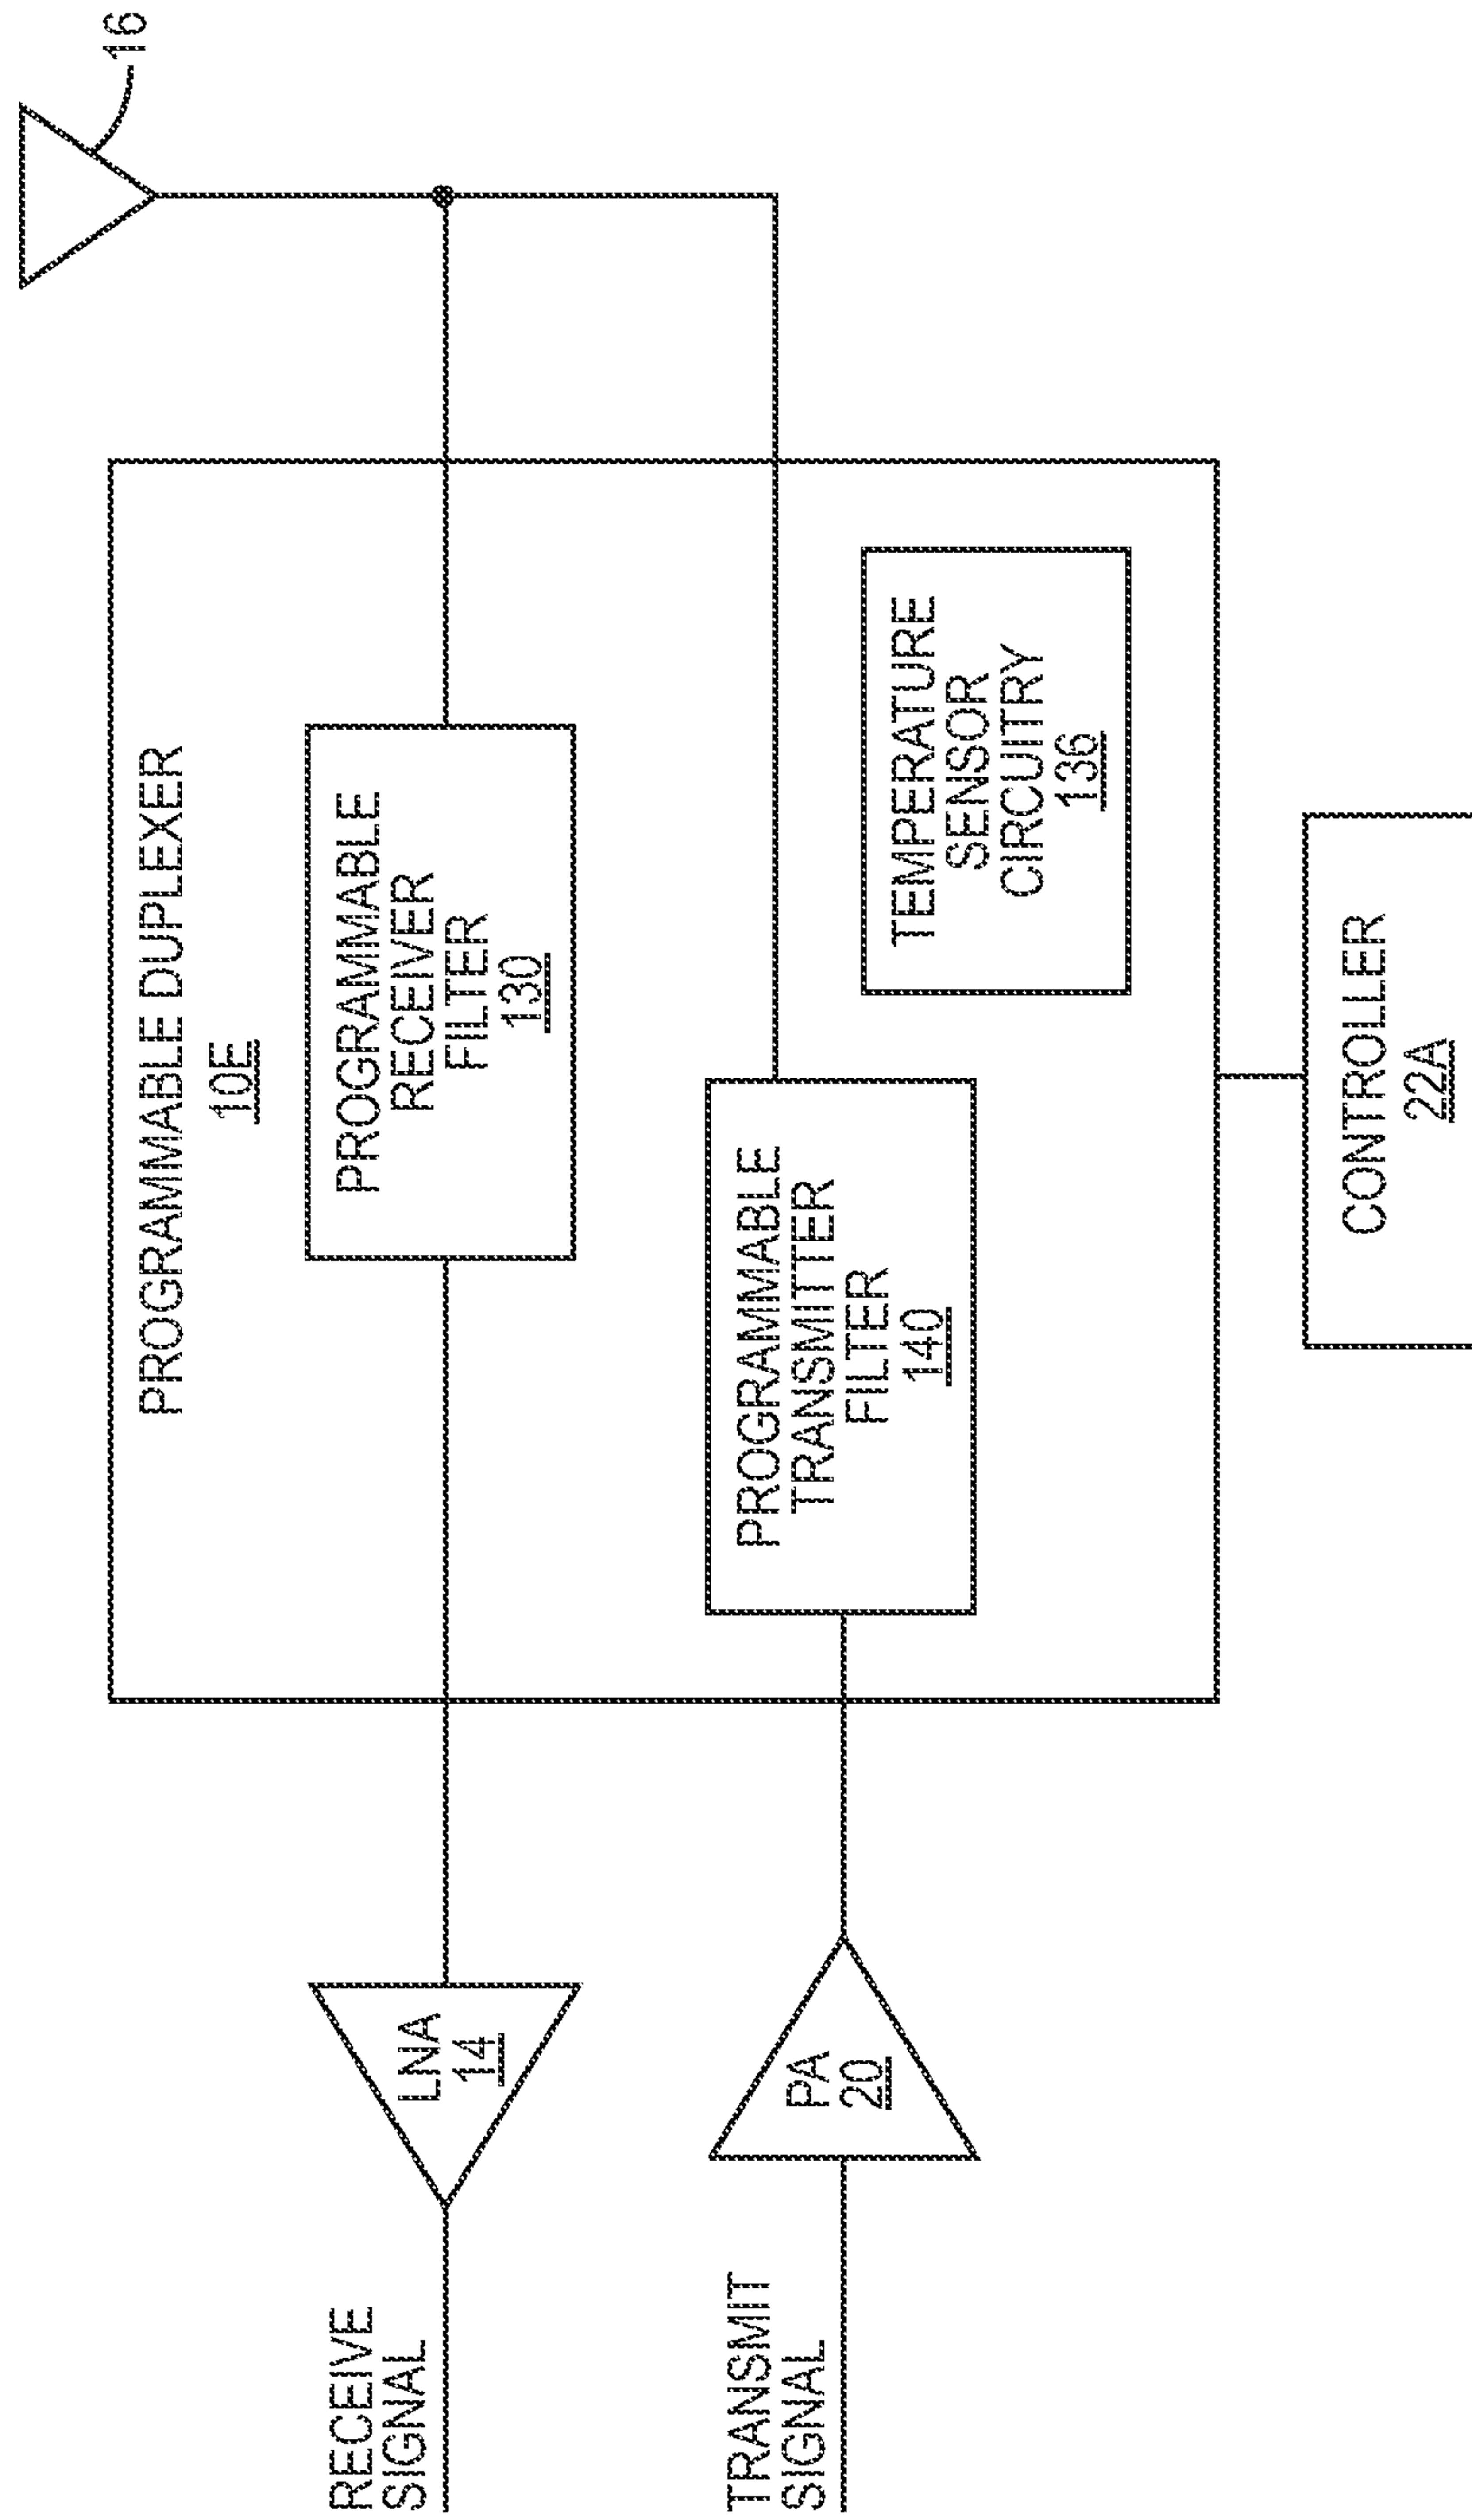 16
PROGRAMMABLE DUPLEXER
10E
PROGRAMMABLE
RECEIVER
FILTER
130
RECEIVE
SIGNAL
LNA
14
TRANSMIT
SIGNAL
PA
20
PROGRAMMABLE
TRANSMITTER
FILTER
140
TEMPERATURE
SENSOR
CIRCUITRY
136
CONTROLLER
22A